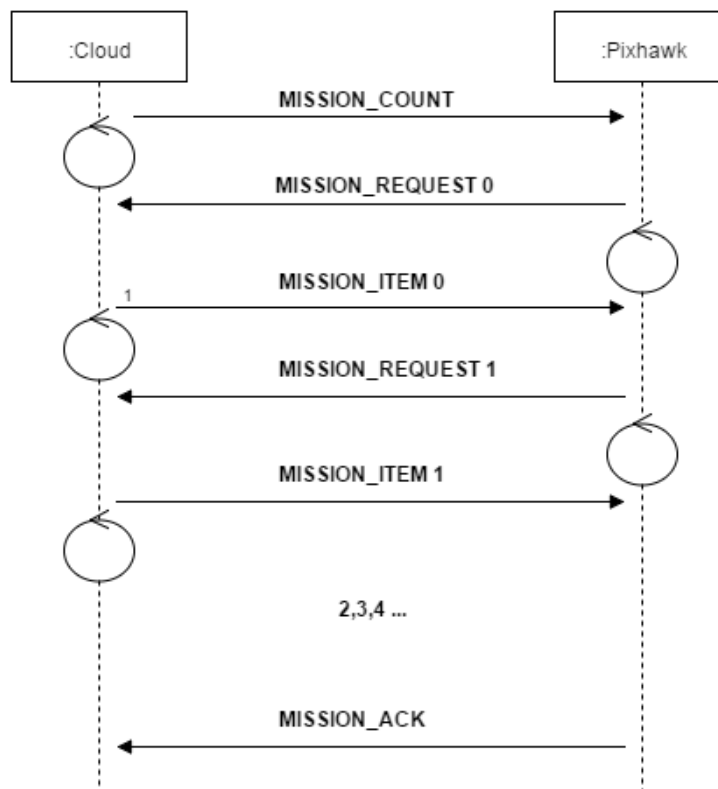 :Cloud
:Pixhawk
MISSION_COUNT
MISSION_REQUEST 0
MISSION_ITEM 0
1
MISSION_REQUEST 1
MISSION_ITEM 1
2,3,4 ...
MISSION_ACK